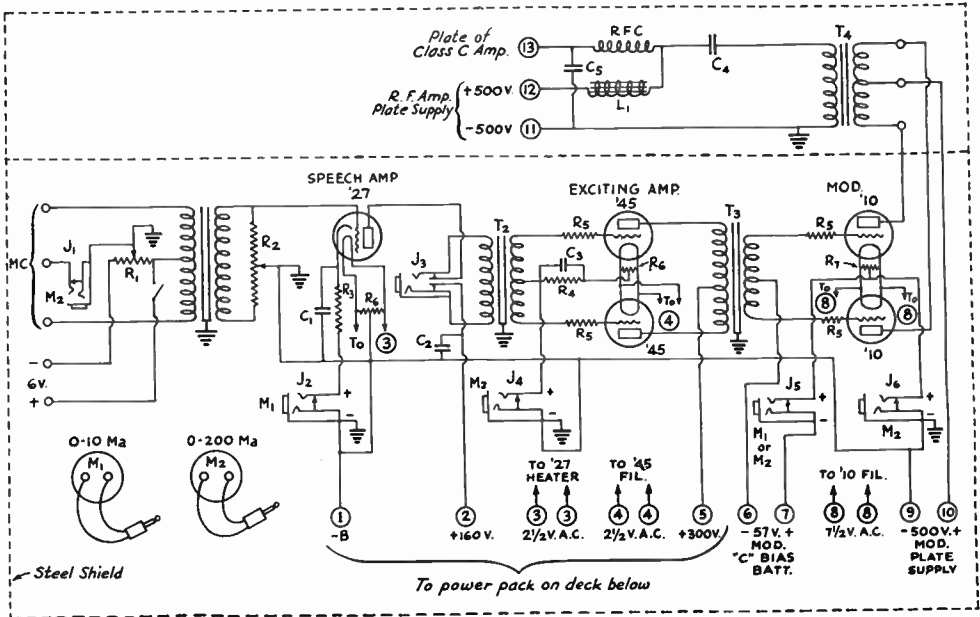 Plate of
Class C Amp.
13
RFC
C5
C4
T4
+500V.
12
R.F. Amp.
Plate Supply
L1
-500V
11
SPEECH AMP
'27
EXCITING AMP.
'45
MOD.
'10
MC
J1
M2
R1
R2
R3
R6
C1
To
3
J3
C2
T2
R5
C3
R4
R5
R6
To
4
'45
T3
R5
R7
To
8
To
8
R5
'10
-
6V.
+
J2
M1
+
-
M2
J4
+
-
J5
+
-
M1
or
M2
J6
+
-
M2
0-10 Ma
M1
0-200 Ma
M2
TO '27
HEATER
TO '45
FIL.
TO '10 FIL.
1
-B
2
+160V.
3 3
2½V. A.C.
4 4
2½V. A.C.
5
+300V.
6 7
-57V. +
MOD.
"C" BIAS
BATT.
8 8
7½V. A.C.
9 10
-500V.+
MOD.
PLATE
SUPPLY
Steel Shield
To power pack on deck below